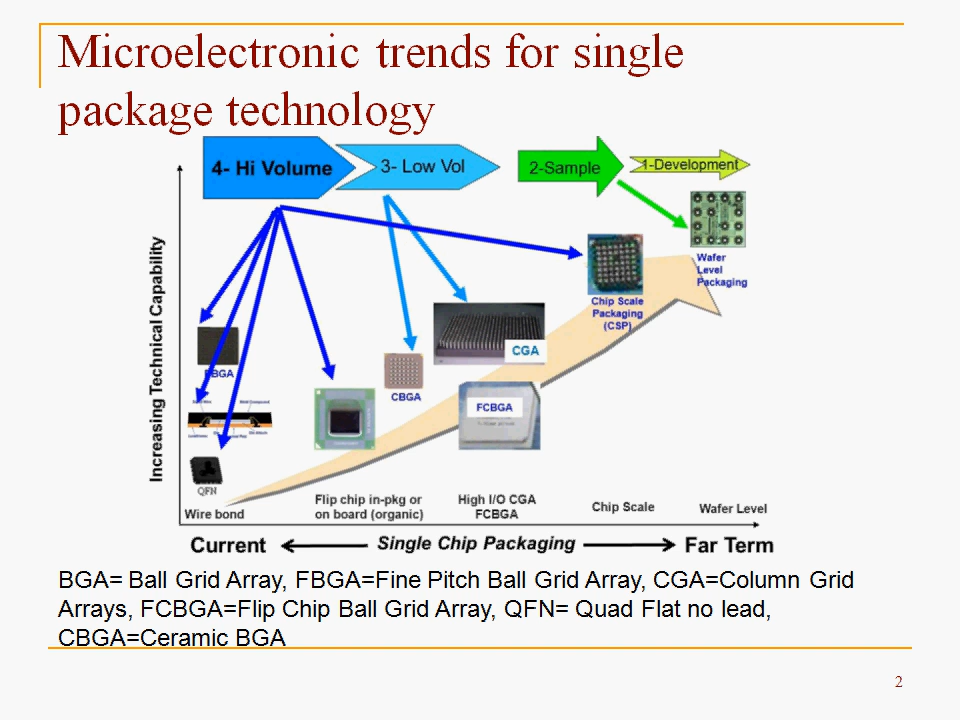 Microelectronic trends for single
package technology
4- Hi Volume
3- Low Vol
2-Sample
1-Development
Increasing Technical Capability
Wafer
Level
Packaging
Chip Scale
Packaging
(CSP)
CGA
BGA
CBGA
FCBGA
Mold Compound
QFN
Wire bond
Flip chip in-pkg or
on board (organic)
High I/O CGA
FCBGA
Chip Scale
Wafer Level
Current
Single Chip Packaging
Far Term
BGA= Ball Grid Array, FBGA=Fine Pitch Ball Grid Array, CGA=Column Grid
Arrays, FCBGA=Flip Chip Ball Grid Array, QFN= Quad Flat no lead,
CBGA=Ceramic BGA
2